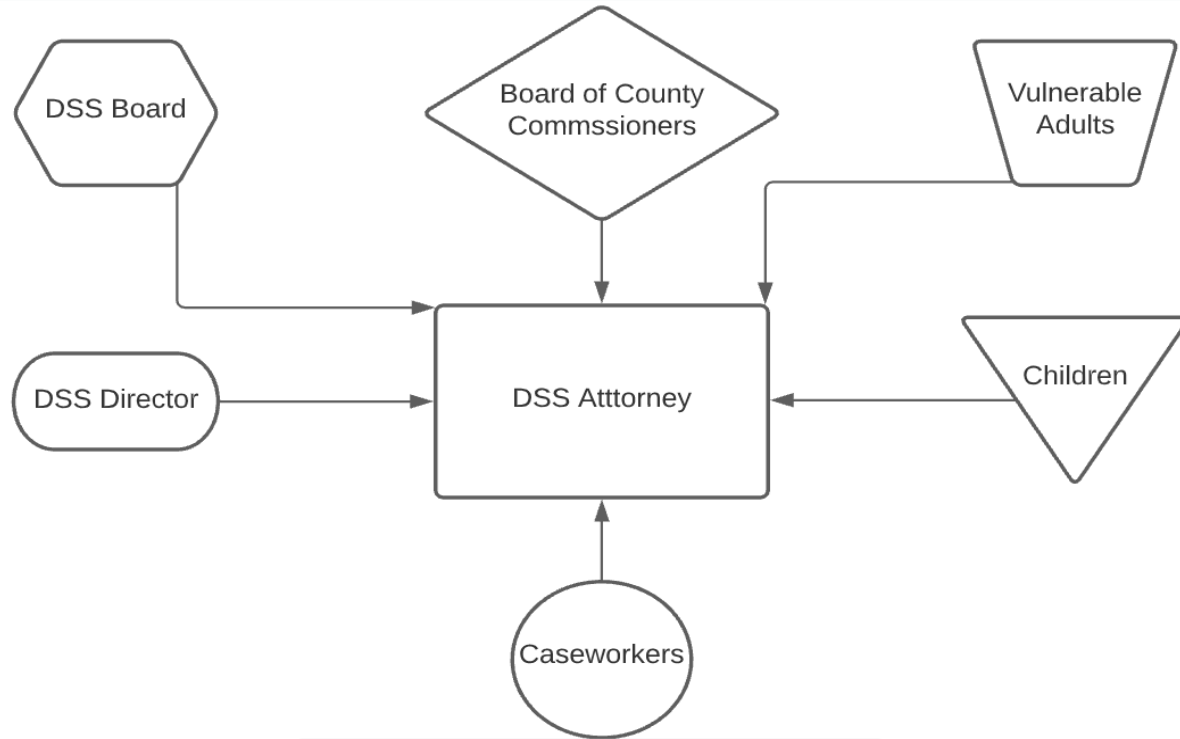 DSS Board
Board of County
Commssioners
Vulnerable
Adults
DSS Director
DSS Atttorney
Children
Caseworkers